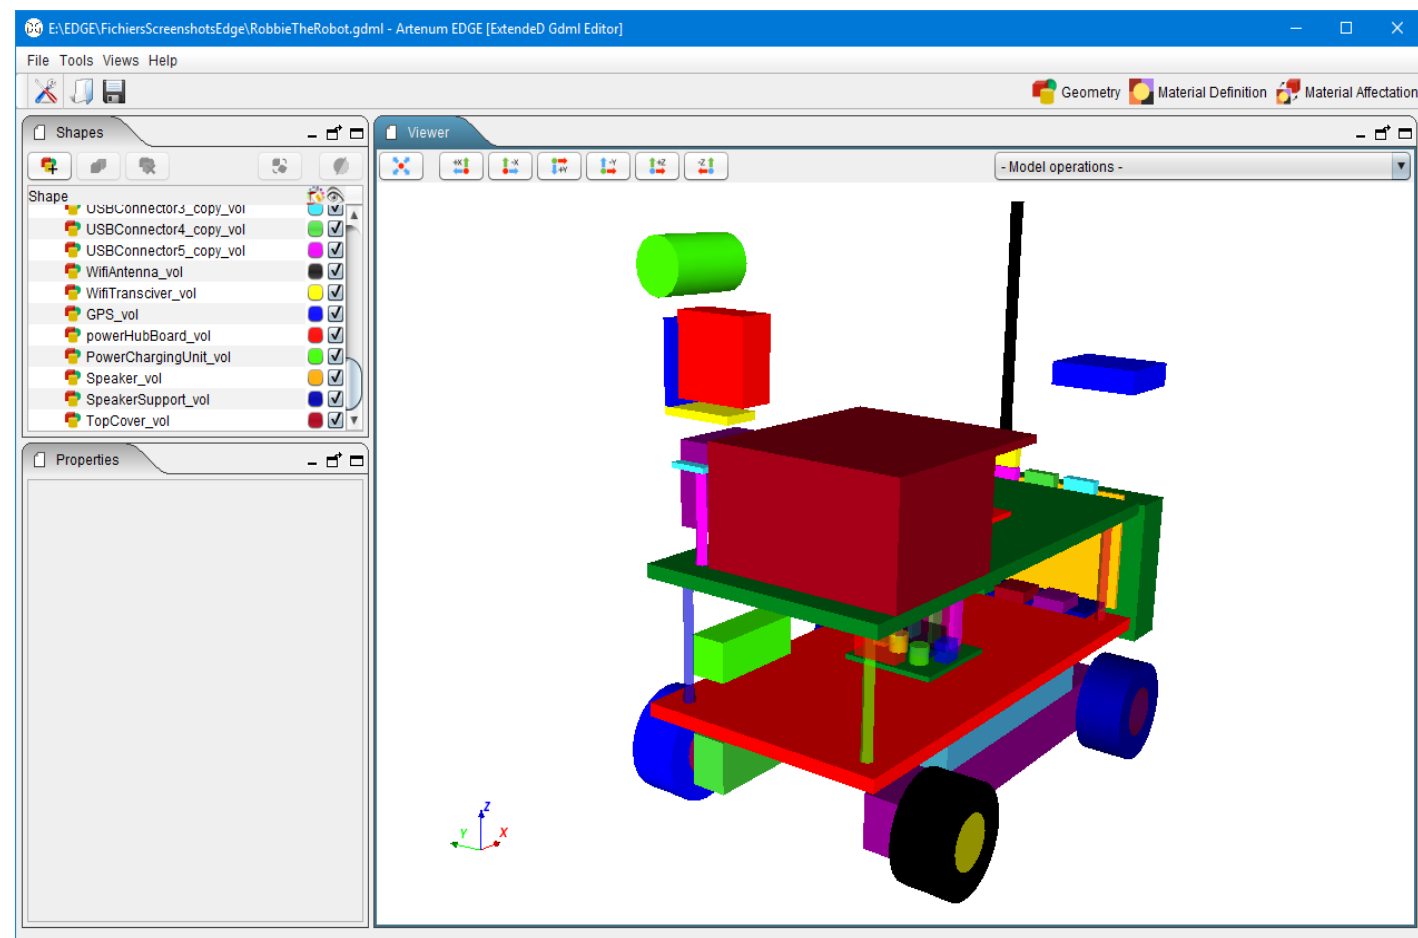 E:\EDGE\FichiersScreenshotsEdge\RobbieTheRobot.gdml - Artenum EDGE [ExtendeD Gdml Editor]
File Tools Views Help
Geometry Material Definition Material Affectation
Shapes
Viewer
+X -X +Y -Y +Z -Z
- Model operations -
Shape
USBConnector3_copy_vol
USBConnector4_copy_vol
USBConnector5_copy_vol
WifiAntenna_vol
WifiTransciver_vol
GPS_vol
powerHubBoard_vol
PowerChargingUnit_vol
Speaker_vol
SpeakerSupport_vol
TopCover_vol
Properties
Z
Y X